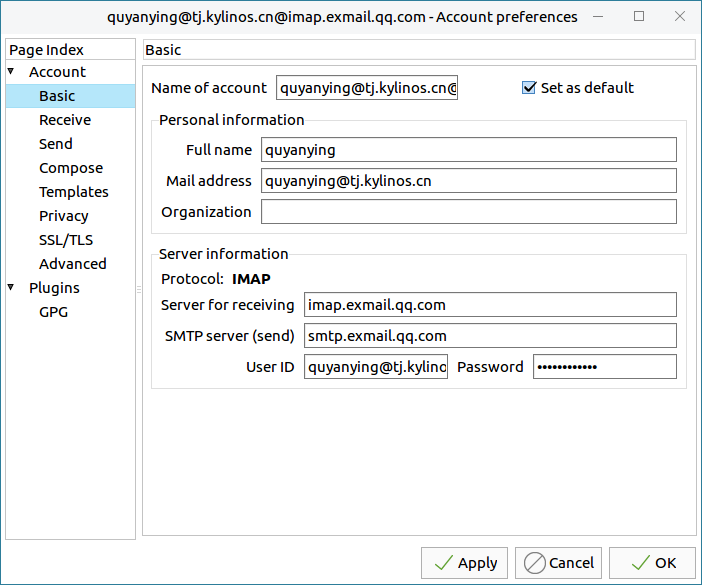 quyanying@tj.kylinos.cn@imap.exmail.qq.com - Account preferences
Page Index
Account
Basic
Receive
Send
Compose
Templates
Privacy
SSL/TLS
Advanced
Plugins
GPG
Basic
Name of account quyanying@tj.kylinos.cn@ Set as default
Personal information
Full name quyanying
Mail address quyanying@tj.kylinos.cn
Organization
Server information
Protocol: IMAP
Server for receiving imap.exmail.qq.com
SMTP server (send) smtp.exmail.qq.com
User ID quyanying@tj.kylino Password ••••••••••••
Apply Cancel OK